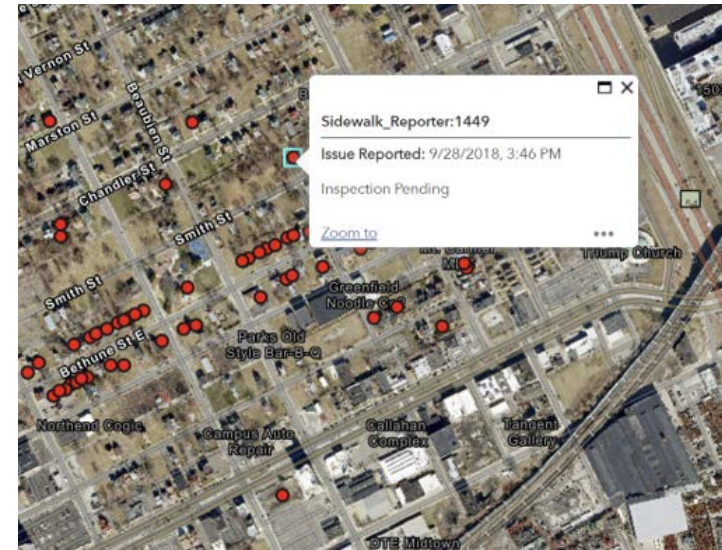 Vernon St
Marston St
Beaubien St
Chandler St
Smith St
Smith St
Bethune St E
Sidewalk_Reporter:1449
Issue Reported: 9/28/2018, 3:46 PM
Inspection Pending
Zoom to
Triump Church
Greenfield
Noodle Co
Parks Old
Style Bar-B-Q
Northend Cogic
Campus Auto
Repair
Callahan
Complex
Tangent
Gallery
DTE Midtown